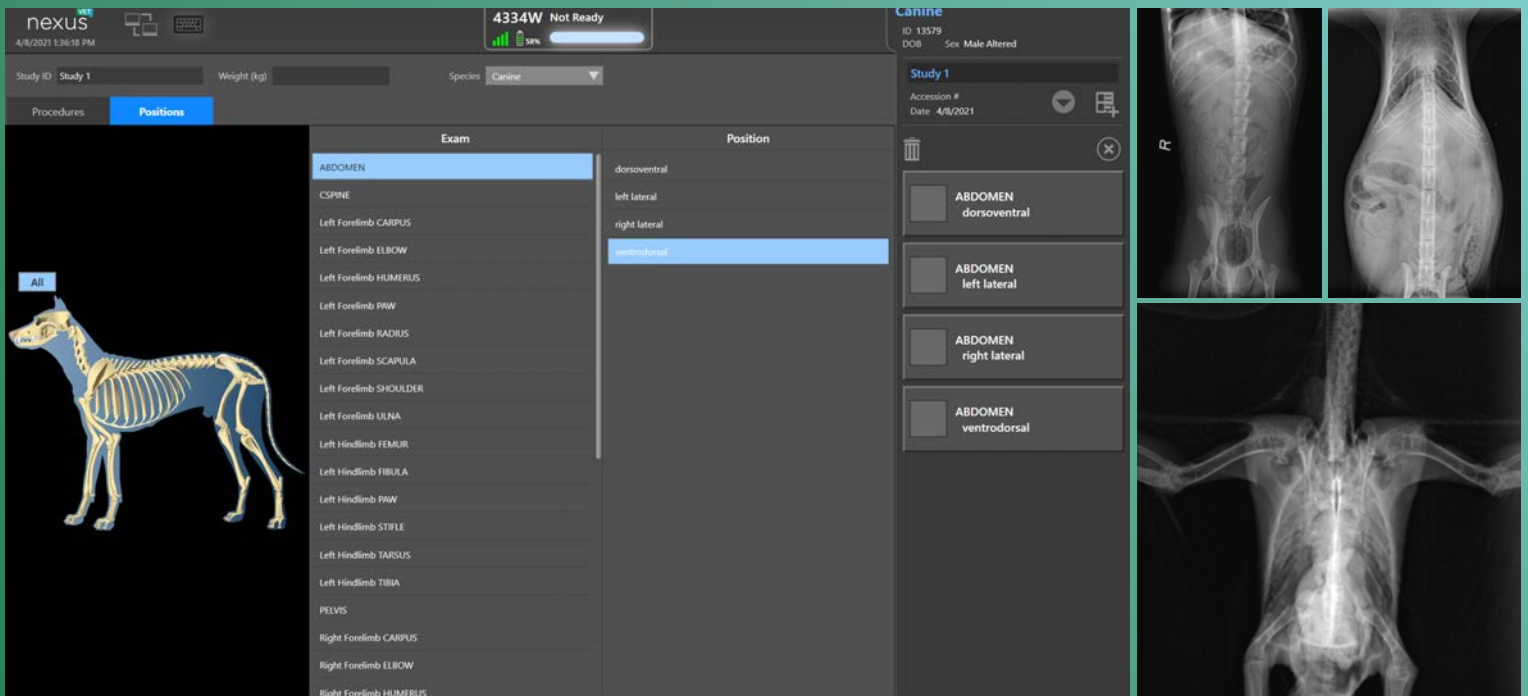 nexus
VET
4/8/2021 1:36:18 PM
4334W Not Ready
58%
Study ID Study 1 Weight (kg) Species Canine
Procedures Positions
All
Exam
ABDOMEN
CSPINE
Left Forelimb CARPUS
Left Forelimb ELBOW
Left Forelimb HUMERUS
Left Forelimb PAW
Left Forelimb RADIUS
Left Forelimb SCAPULA
Left Forelimb SHOULDER
Left Forelimb ULNA
Left Hindlimb FEMUR
Left Hindlimb FIBULA
Left Hindlimb PAW
Left Hindlimb STIFLE
Left Hindlimb TARSUS
Left Hindlimb TIBIA
PELVIS
Right Forelimb CARPUS
Right Forelimb ELBOW
Right Forelimb HUMERUS
Position
dorsoventral
left lateral
right lateral
ventrodorsal
Canine
ID 13579
DOB Sex Male Altered
Study 1
Accession #
Date 4/8/2021
ABDOMEN
dorsoventral
ABDOMEN
left lateral
ABDOMEN
right lateral
ABDOMEN
ventrodorsal
R